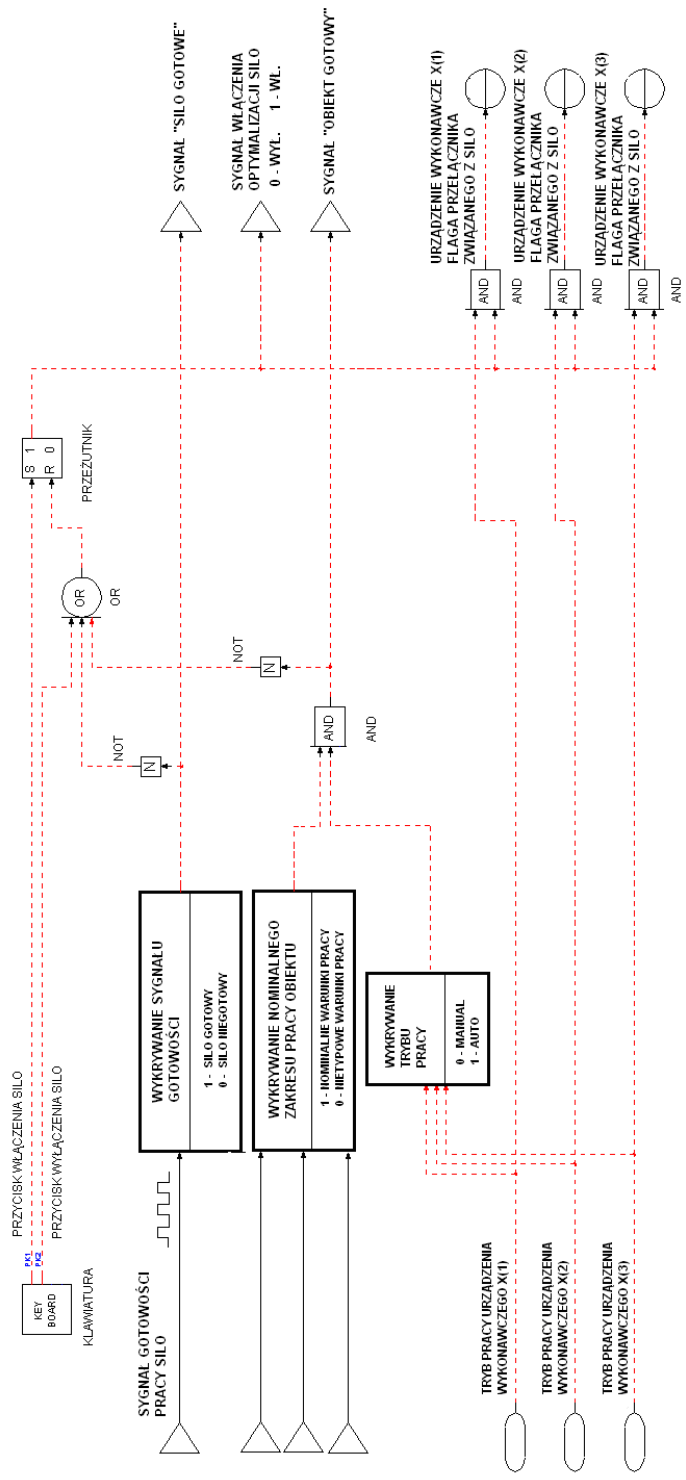 PRZYCISK WŁĄCZENIA SILO
PK1
PK2
PRZYCISK WYŁĄCZENIA SILO
KEY
BOARD
KLAWIATURA
S 1
R 0
PRZEŻUTNIK
OR
OR
SYGNAŁ GOTOWOŚCI
PRACY SILO
WYKRYWANIE SYGNAŁU
GOTOWOŚCI
1 - SILO GOTOWY
0 - SILO NIEGOTOWY
NOT
N
SYGNAŁ "SILO GOTOWE"
SYGNAŁ WŁĄCZENIA
OPTYMALIZACJI SILO
0 - WYŁ. 1 - WŁ.
WYKRYWANIE NOMINALNEGO
ZAKRESU PRACY OBIEKTU
1 - NOMINALNE WARUNKI PRACY
0 - NIETYPOWE WARUNKI PRACY
NOT
N
AND
AND
SYGNAŁ "OBIEKT GOTOWY"
WYKRYWANIE
TRYBU
PRACY
0 - MANUAL
1 - AUTO
TRYB PRACY URZĄDZENIA
WYKONAWCZEGO X(1)
URZĄDZENIE WYKONAWCZE X(1)
FLAGA PRZEŁĄCZNIKA
ZWIĄZANEGO Z SILO
AND
AND
TRYB PRACY URZĄDZENIA
WYKONAWCZEGO X(2)
URZĄDZENIE WYKONAWCZE X(2)
FLAGA PRZEŁĄCZNIKA
ZWIĄZANEGO Z SILO
AND
AND
TRYB PRACY URZĄDZENIA
WYKONAWCZEGO X(3)
URZĄDZENIE WYKONAWCZE X(3)
FLAGA PRZEŁĄCZNIKA
ZWIĄZANEGO Z SILO
AND
AND